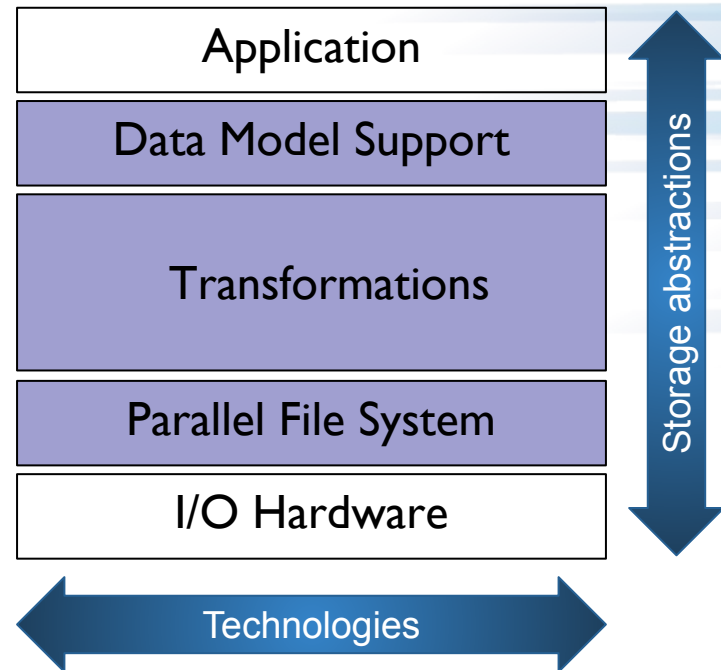 Application
Data Model Support
Transformations
Parallel File System
I/O Hardware
Storage abstractions
Technologies